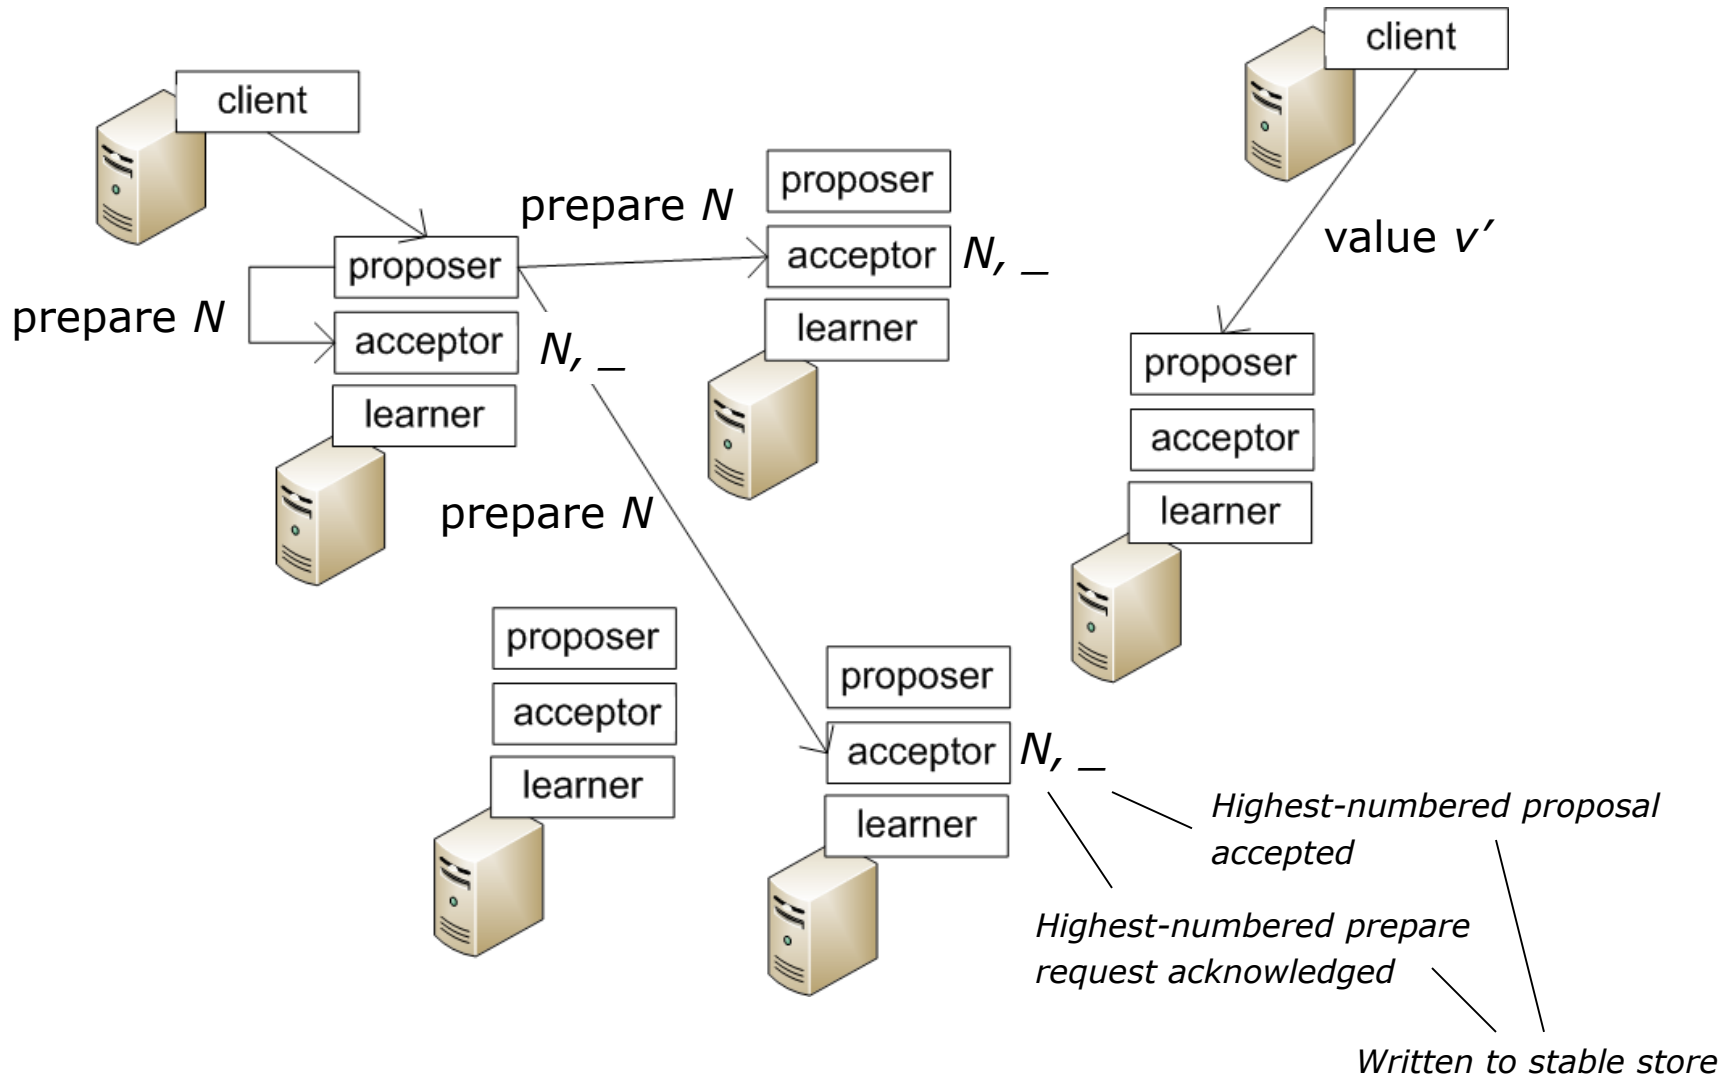 client
client
proposer
prepare N
acceptor N, _
value v’
proposer
prepare N
acceptor N, _
learner
learner
proposer
acceptor
prepare N
learner
proposer
acceptor
learner
proposer
acceptor N, _
learner
Highest-numbered proposal
accepted
Highest-numbered prepare
request acknowledged
Written to stable store